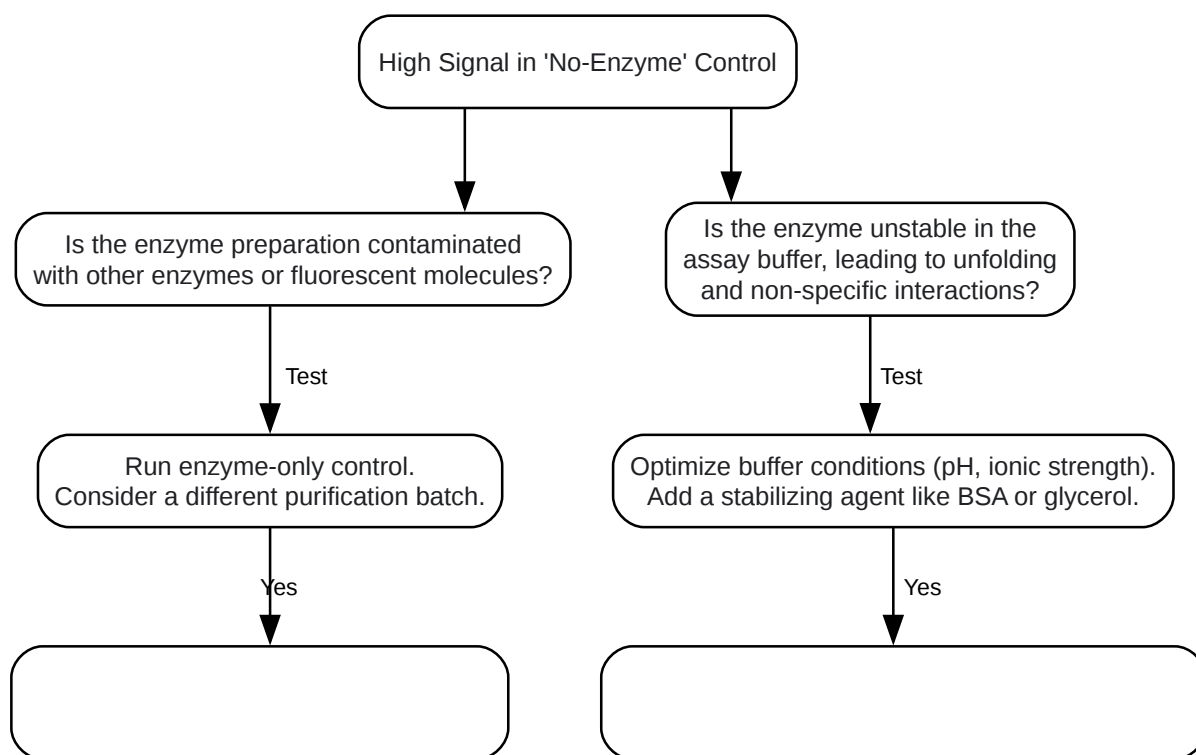 High Signal in 'No-Enzyme' Control
Is the enzyme preparation contaminated
with other enzymes or fluorescent molecules?
Is the enzyme unstable in the
assay buffer, leading to unfolding
and non-specific interactions?
Test
Test
Run enzyme-only control.
Consider a different purification batch.
Optimize buffer conditions (pH, ionic strength).
Add a stabilizing agent like BSA or glycerol.
Yes
Yes